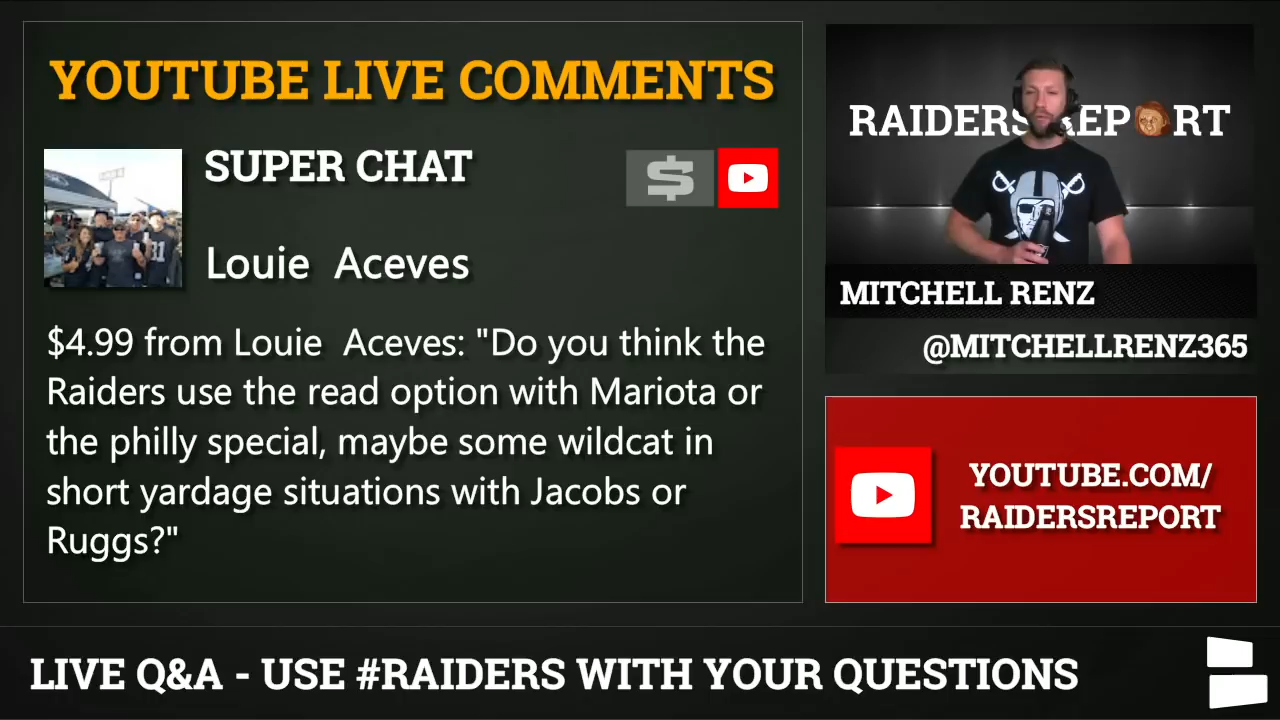 YOUTUBE LIVE COMMENTS
SUPER CHAT
Louie  Aceves
$4.99 from Louie  Aceves: "Do you think the
Raiders use the read option with Mariota or
the philly special, maybe some wildcat in
short yardage situations with Jacobs or
Ruggs?"
RAIDERS REPORT
MITCHELL RENZ
@MITCHELLRENZ365
YOUTUBE.COM/
RAIDERSREPORT
LIVE Q&A - USE #RAIDERS WITH YOUR QUESTIONS